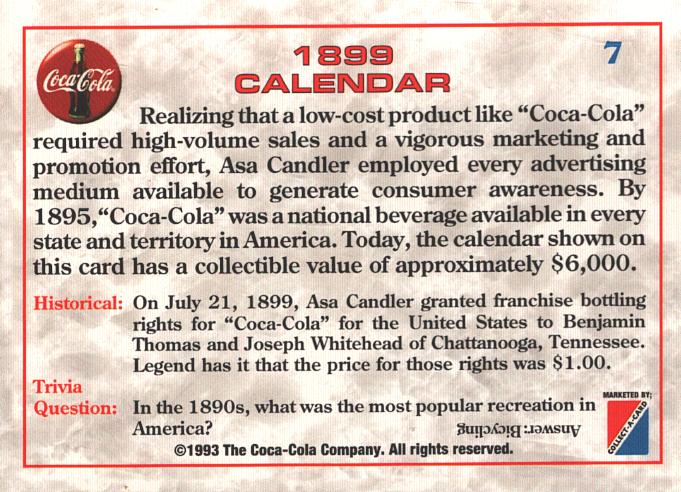 Coca-Cola
1899
CALENDAR
7
Realizing that a low-cost product like “Coca-Cola”
required high-volume sales and a vigorous marketing and
promotion effort, Asa Candler employed every advertising
medium available to generate consumer awareness. By
1895,“Coca-Cola” was a national beverage available in every
state and territory in America. Today, the calendar shown on
this card has a collectible value of approximately $6,000.
Historical: On July 21, 1899, Asa Candler granted franchise bottling
rights for “Coca-Cola” for the United States to Benjamin
Thomas and Joseph Whitehead of Chattanooga, Tennessee.
Legend has it that the price for those rights was $1.00.
Trivia
Question: In the 1890s, what was the most popular recreation in
America?
Answer: Bicycling
©1993 The Coca-Cola Company. All rights reserved.
MARKETED BY;
COLLECT-A-CARD